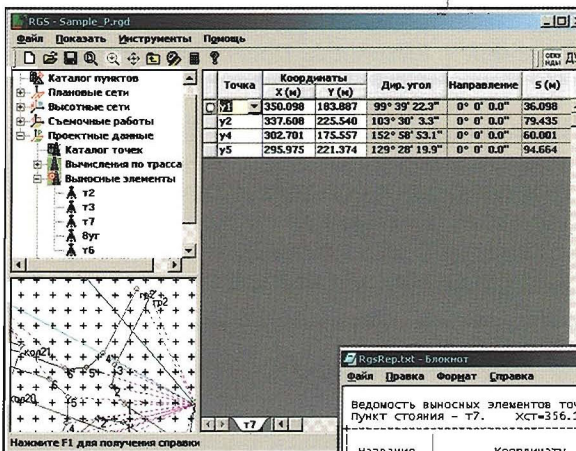 RGS - Sample_P.rgd
Файл Показать Инструменты Помощь
Каталог пунктов
Плановые сети
Высотные сети
Съемочные работы
Проектные данные
Каталог точек
Вычисления по трасса
Выносные элементы
т2
т3
т7
8уг
т6
Точка Координаты Дир. угол Направление S (м)
X (м) Y (м)
у1 350.098 183.887 99° 39' 22.3" 0° 0' 0.0" 36.098
у2 337.608 225.540 103° 30' 3.3" 0° 0' 0.0" 79.435
у4 302.701 175.557 152° 58' 53.1" 0° 0' 0.0" 60.001
у5 295.975 221.374 129° 28' 19.9" 0° 0' 0.0" 94.664
т7
Нажмите F1 для получения справки
RgsRep.txt - Блокнот
Файл Правка Формат Справка
Ведомость выносных элементов точ
Пункт стояния - т7. Xст=356.1